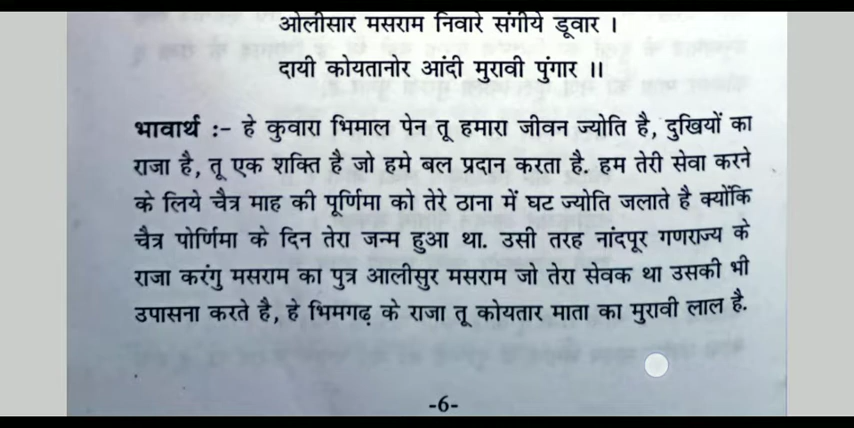 ओलीसार मसराम निवारे संगीये डूवार ।
दायी कोयतानोर आंदी मुरावी पुंगार ।।
भावार्थ :- हे कुवारा भिमाल पेन तू हमारा जीवन ज्योति है, दुखियों का
राजा है, तू एक शक्ति है जो हमे बल प्रदान करता है. हम तेरी सेवा करने
के लिये चैत्र माह की पूर्णिमा को तेरे ठाना में घट ज्योति जलाते है क्योंकि
चैत्र पोर्णिमा के दिन तेरा जन्म हुआ था. उसी तरह नांदपूर गणराज्य के
राजा करंगु मसराम का पुत्र आलीसुर मसराम जो तेरा सेवक था उसकी भी
उपासना करते है, हे भिमगढ़ के राजा तू कोयतार माता का मुरावी लाल है.
-6-